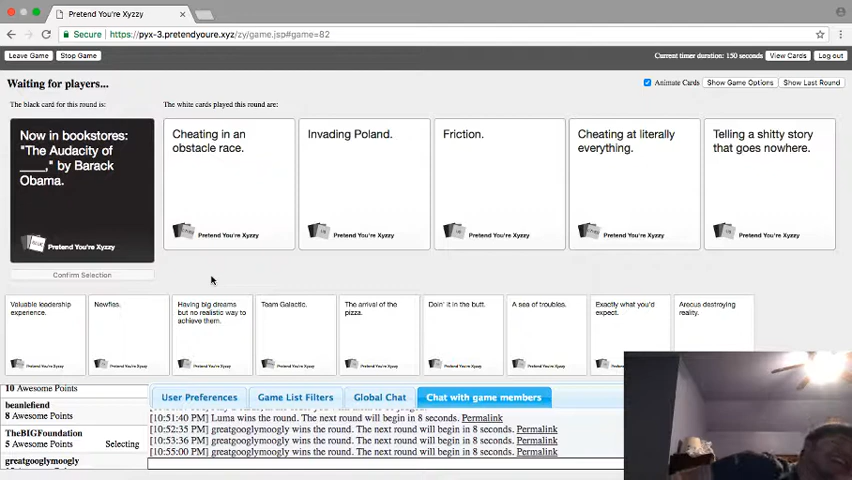 Pretend You're Xyzzy
Secure
https://pyx-3.pretendyoure.xyz/zy/game.jsp#game=82
Leave Game
Stop Game
Current timer duration: 150 seconds
View Cards
Log out
Waiting for players...
Animate Cards
Show Game Options
Show Last Round
The black card for this round is:
The white cards played this round are:
Now in bookstores:
"The Audacity of
____," by Barack
Obama.
Pretend You're Xyzzy
Cheating in an
obstacle race.
Pretend You're Xyzzy
Invading Poland.
Pretend You're Xyzzy
Friction.
Pretend You're Xyzzy
Cheating at literally
everything.
Pretend You're Xyzzy
Telling a shitty story
that goes nowhere.
Pretend You're Xyzzy
Confirm Selection
Valuable leadership
experience.
Newfies.
Having big dreams
but no realistic way to
achieve them.
Team Galactic.
The arrival of the
pizza.
Doin' it in the butt.
A sea of troubles.
Exactly what you'd
expect.
Arceus destroying
reality.
10 Awesome Points
beanlefiend
8 Awesome Points
TheBIGFoundation
5 Awesome Points
Selecting
greatgooglymoogly
User Preferences
Game List Filters
Global Chat
Chat with game members
[10:51:40 PM] Luma wins the round. The next round will begin in 8 seconds. Permalink
[10:52:35 PM] greatgooglymoogly wins the round. The next round will begin in 8 seconds. Permalink
[10:53:36 PM] greatgooglymoogly wins the round. The next round will begin in 8 seconds. Permalink
[10:55:00 PM] greatgooglymoogly wins the round. The next round will begin in 8 seconds. Permalink